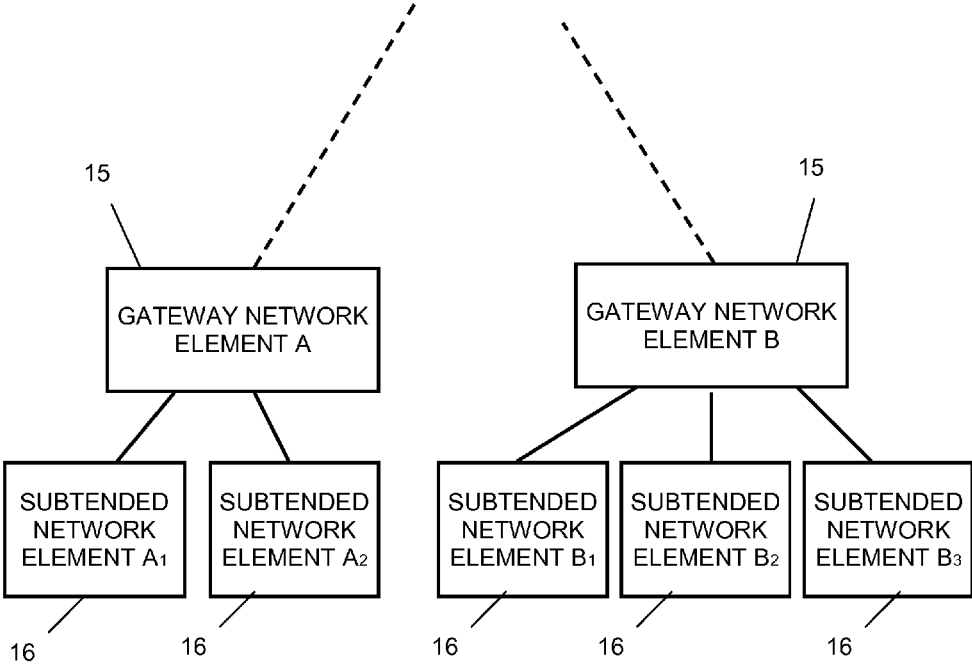 15
15
GATEWAY NETWORK
ELEMENT A
GATEWAY NETWORK
ELEMENT B
SUBTENDED
NETWORK
ELEMENT A1
SUBTENDED
NETWORK
ELEMENT A2
SUBTENDED
NETWORK
ELEMENT B1
SUBTENDED
NETWORK
ELEMENT B2
SUBTENDED
NETWORK
ELEMENT B3
16
16
16
16
16